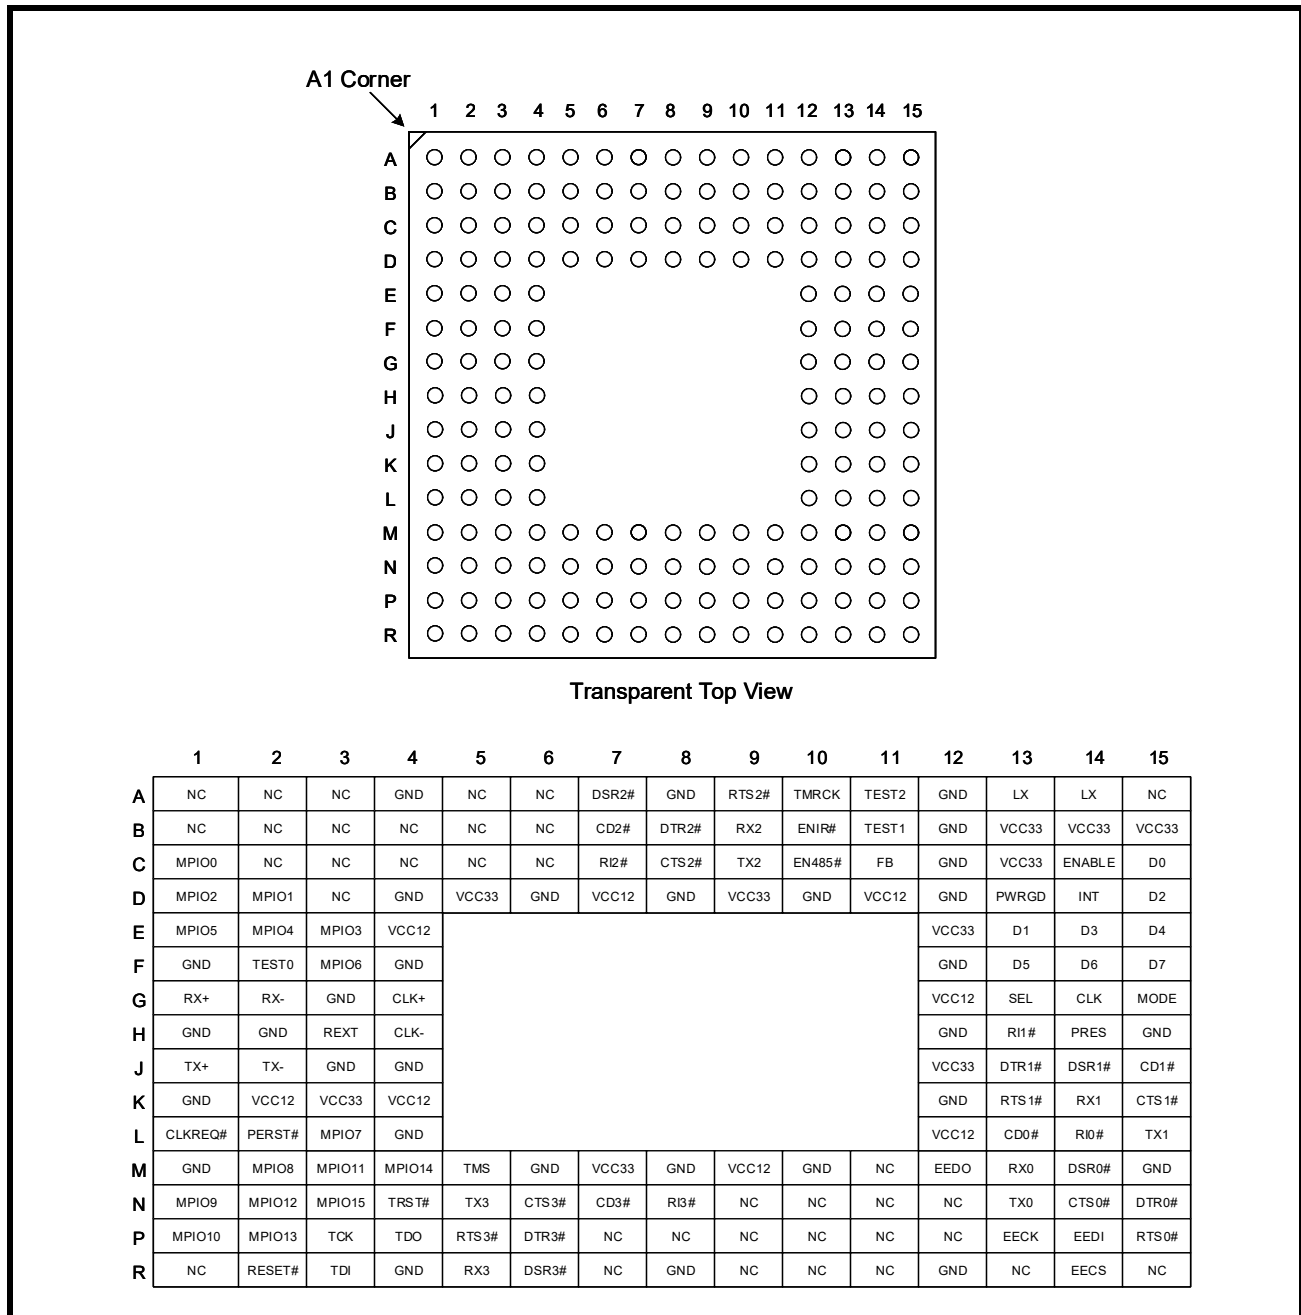 A1 Corner
1 2 3 4 5 6 7 8 9 10 11 12 13 14 15
A
B
C
D
E
F
G
H
J
K
L
M
N
P
R
Transparent Top View
1 2 3 4 5 6 7 8 9 10 11 12 13 14 15
A NC NC NC GND NC NC DSR2# GND RTS2# TMRCK TEST2 GND LX LX NC
B NC NC NC NC NC NC CD2# DTR2# RX2 ENIR# TEST1 GND VCC33 VCC33 VCC33
C MPIO0 NC NC NC NC NC RI2# CTS2# TX2 EN485# FB GND VCC33 ENABLE D0
D MPIO2 MPIO1 NC GND VCC33 GND VCC12 GND VCC33 GND VCC12 GND PWRGD INT D2
E MPIO5 MPIO4 MPIO3 VCC12 VCC33 D1 D3 D4
F GND TEST0 MPIO6 GND GND D5 D6 D7
G RX+ RX- GND CLK+ VCC12 SEL CLK MODE
H GND GND REXT CLK- GND RI1# PRES GND
J TX+ TX- GND GND VCC33 DTR1# DSR1# CD1#
K GND VCC12 VCC33 VCC12 GND RTS1# RX1 CTS1#
L CLKREQ# PERST# MPIO7 GND VCC12 CD0# RI0# TX1
M GND MPIO8 MPIO11 MPIO14 TMS GND VCC33 GND VCC12 GND NC EEDO RX0 DSR0# GND
N MPIO9 MPIO12 MPIO15 TRST# TX3 CTS3# CD3# RI3# NC NC NC NC TX0 CTS0# DTR0#
P MPIO10 MPIO13 TCK TDO RTS3# DTR3# NC NC NC NC NC NC EECK EEDI RTS0#
R NC RESET# TDI GND RX3 DSR3# NC GND NC NC NC GND NC EECS NC